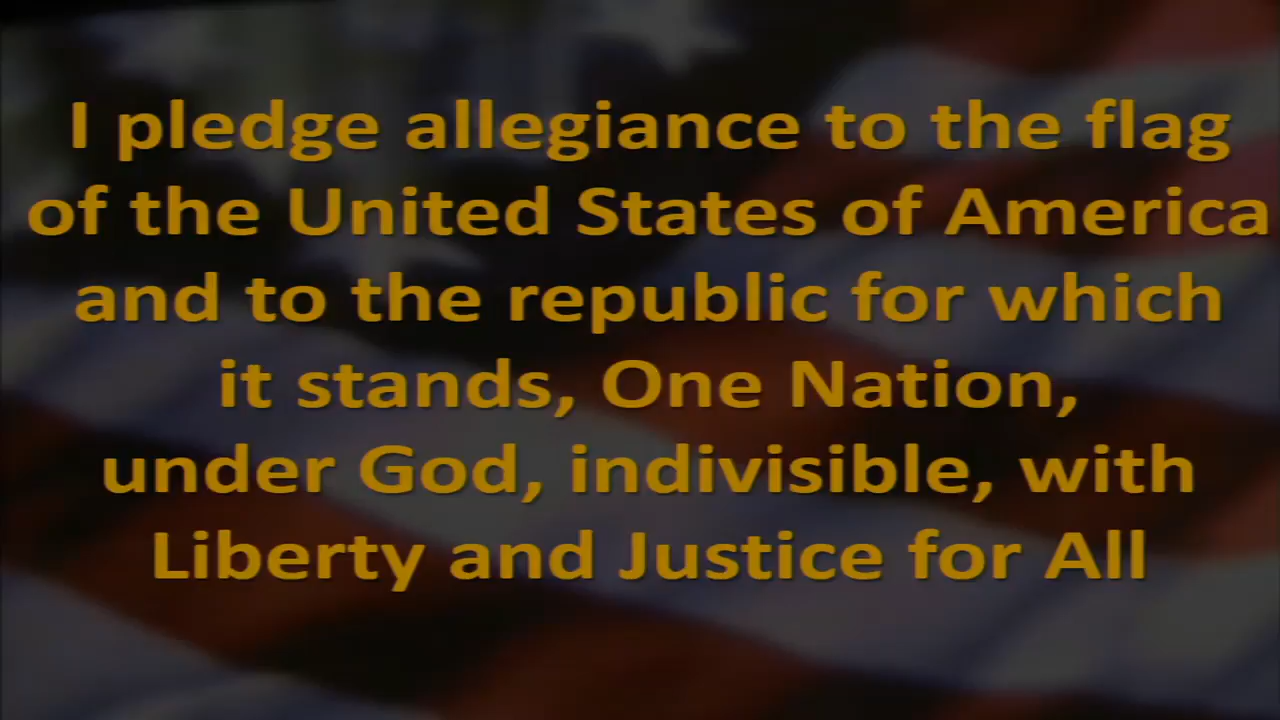 I pledge allegiance to the flag
of the United States of America
and to the republic for which
it stands, One Nation,
under God, indivisible, with
Liberty and Justice for All